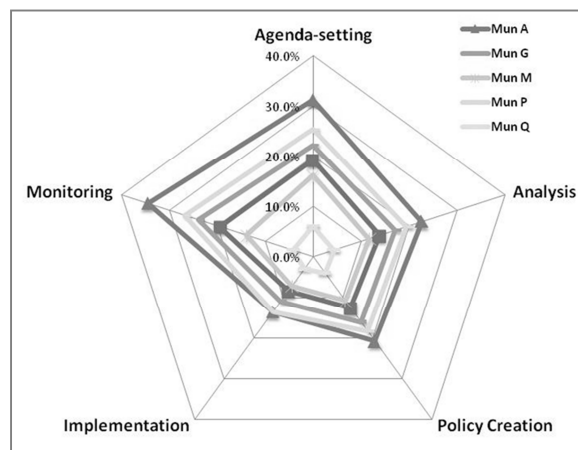 Agenda-setting
40.0%
Mun A
Mun G
Mun M
Mun P
Mun Q
30.0%
20.0%
Monitoring
Analysis
10.0%
0.0%
Implementation
Policy Creation